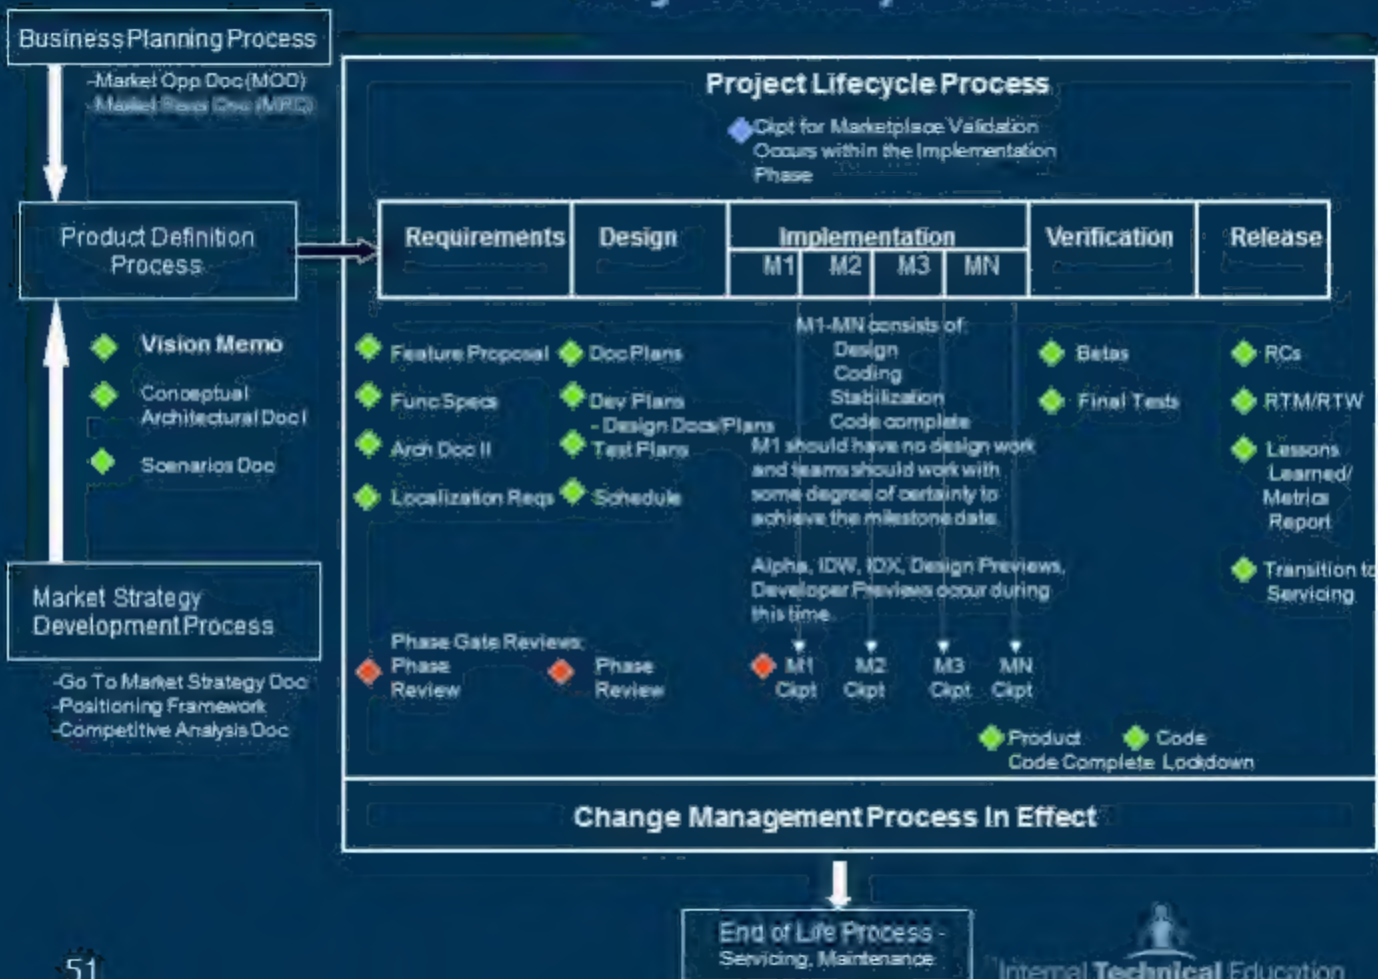 Business Planning Process
-Market Opp Doc (MOD)
Project Lifecycle Process
Ckpt for Marketplace Validation
Occurs within the Implementation
Phase
Product Definition
Process
Requirements
Design
Implementation
M1 M2 M3 MN
Verification
Release
Vision Memo
Conceptual
Architectural Doc I
Scenarios Doc
Feature Proposal
Func Specs
Arch Doc II
Localization Reqs
Doc Plans
Dev Plans
- Design Docs/Plans
Test Plans
Schedule
M1-MN consists of:
Design
Coding
Stabilization
Code complete
M1 should have no design work
and teams should work with
some degree of certainty to
achieve the milestone date.
Alpha, IDW, IDX, Design Previews,
Developer Previews occur during
this time.
Betas
Final Tests
RCs
RTM/RTW
Lessons
Learned/
Metrics
Report
Transition to
Servicing
Market Strategy
Development Process
-Go To Market Strategy Doc
-Positioning Framework
-Competitive Analysis Doc
Phase Gate Reviews:
Phase
Review
Phase
Review
M1
Ckpt
M2
Ckpt
M3
Ckpt
MN
Ckpt
Product
Code Complete
Code
Lockdown
Change Management Process In Effect
End of Life Process -
Servicing, Maintenance
51
Internal Technical Education